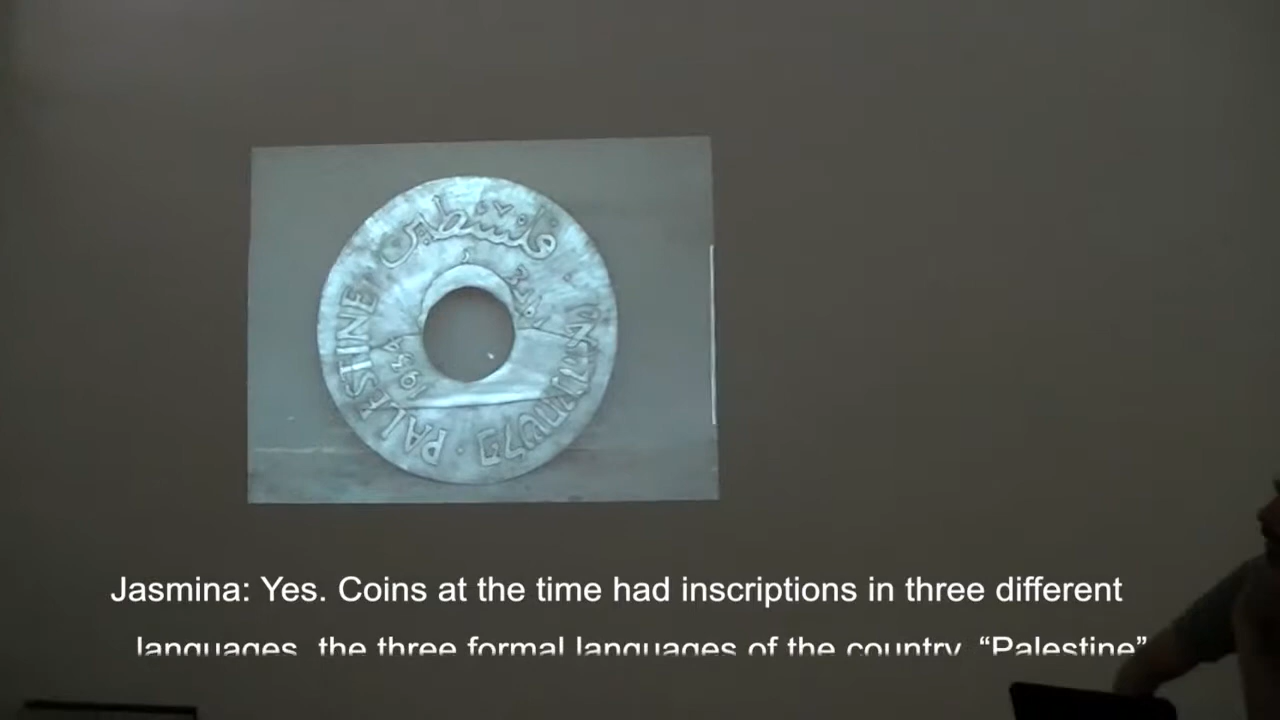 فلسطين
PALESTINE
1934
פלשתינה
Jasmina: Yes. Coins at the time had inscriptions in three different
languages, the three formal languages of the country. “Palestine”